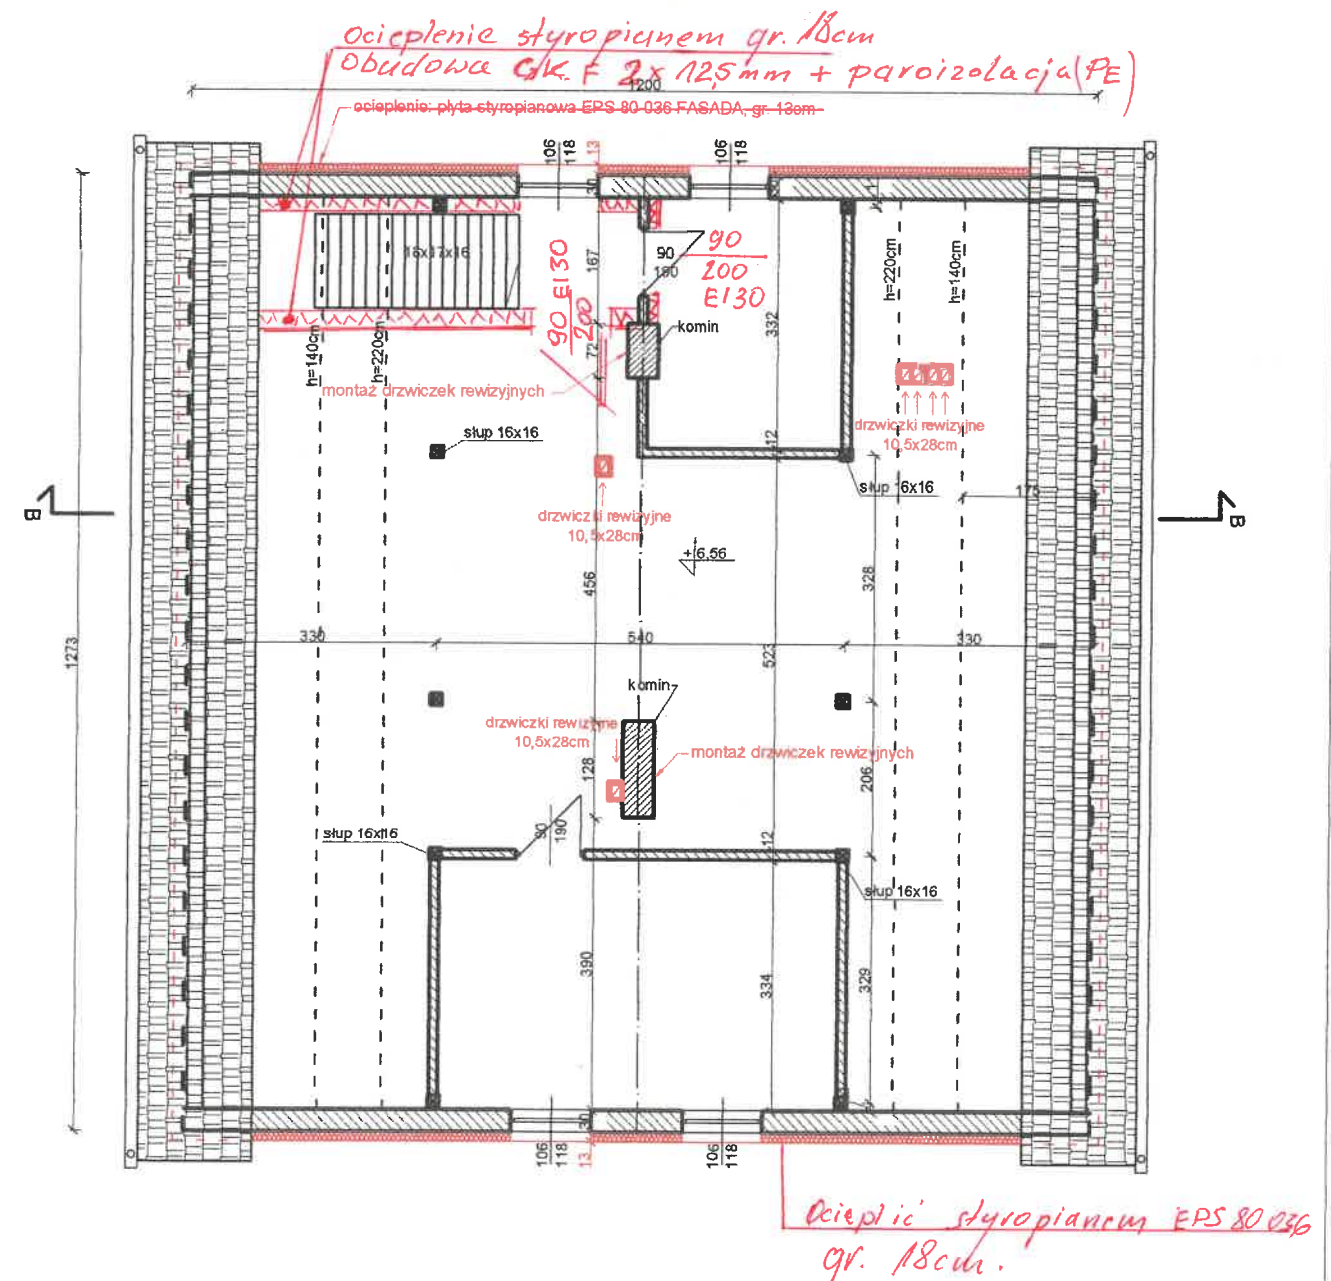 ocieplenie styropianem gr. 18cm
Obudowa GK. F 2 x 12,5mm + paroizolacja (PE)
1200
ocieplenie: płyta styropianowa EPS 80 036 FASADA, gr. 13cm
106
118
13
106
118
30
16x17x16
90 EI30
200
167
90
190
90
200
EI30
komin
332
h=220cm
h=140cm
h=140cm
h=220cm
72
montaż drzwiczek rewizyjnych
drzwiczki rewizyjne
10,5x28cm
słup 16x16
12
słup 16x16
175
B
B
drzwiczki rewizyjne
10,5x28cm
+6,56
456
328
1273
330
540
523
330
komin
drzwiczki rewizyjne
10,5x28cm
montaż drzwiczek rewizyjnych
128
206
słup 16x16
90
190
12
słup 16x16
390
334
329
30
106
118
13
106
118
Ocieplić styropianem EPS 80 036
gr. 18cm.